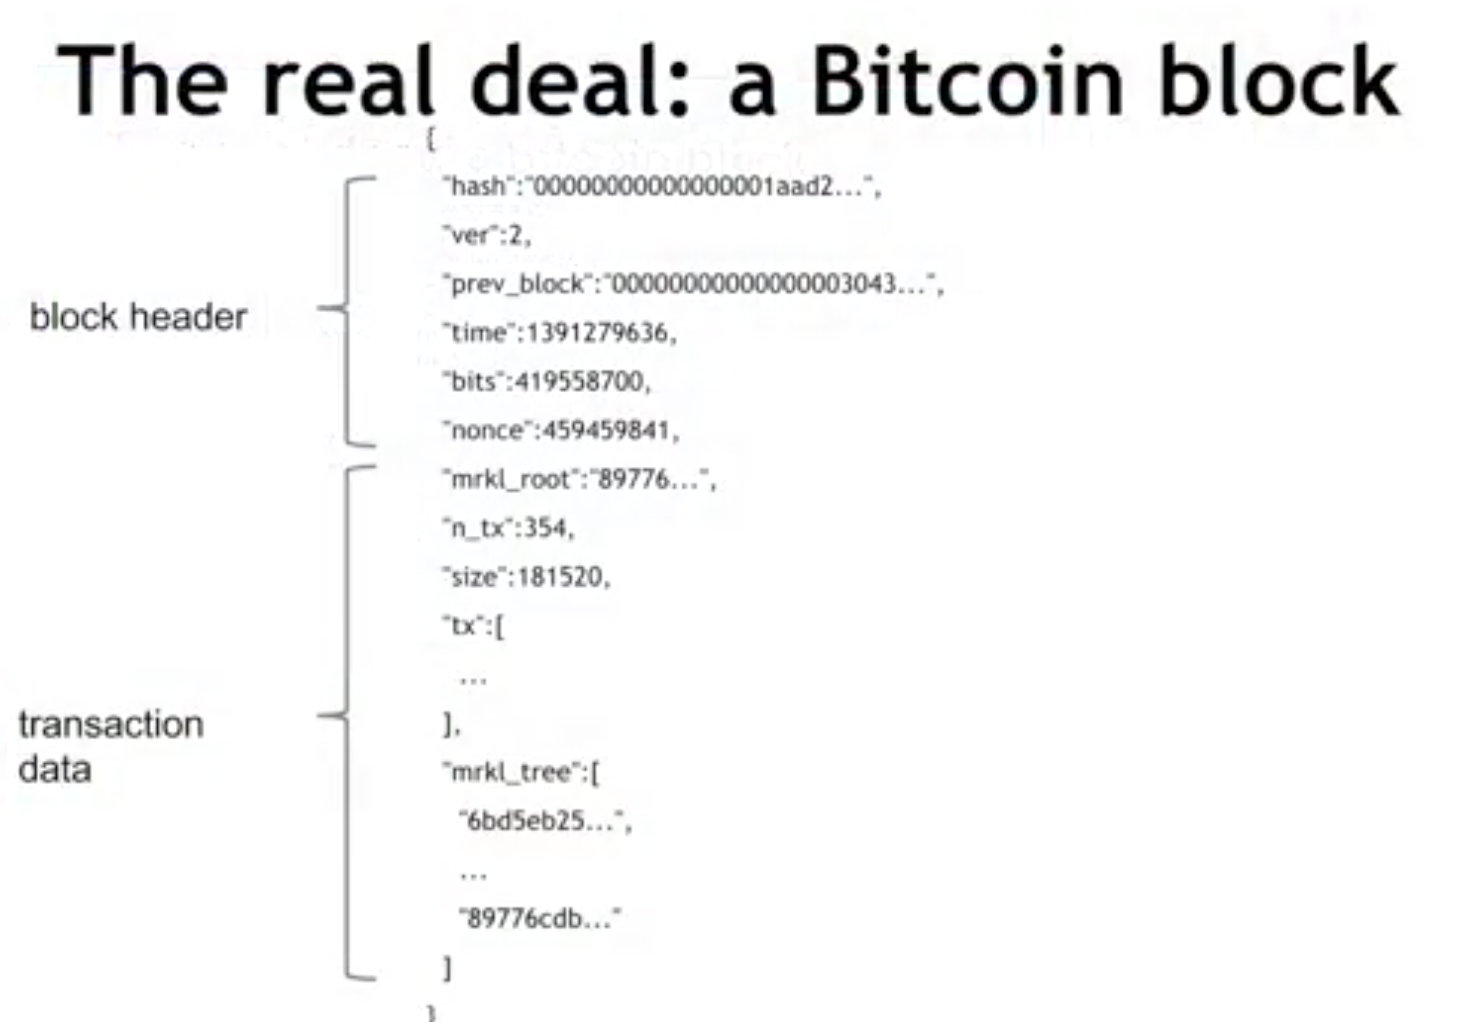 The real deal: a Bitcoin block
{
"hash":"00000000000000001aad2...",
"ver":2,
"prev_block":"00000000000000003043...",
"time":1391279636,
"bits":419558700,
"nonce":459459841,
block header
"mrkl_root":"89776...",
"n_tx":354,
"size":181520,
"tx":[
...
],
"mrkl_tree":[
"6bd5eb25...",
...
"89776cdb..."
]
}
transaction
data